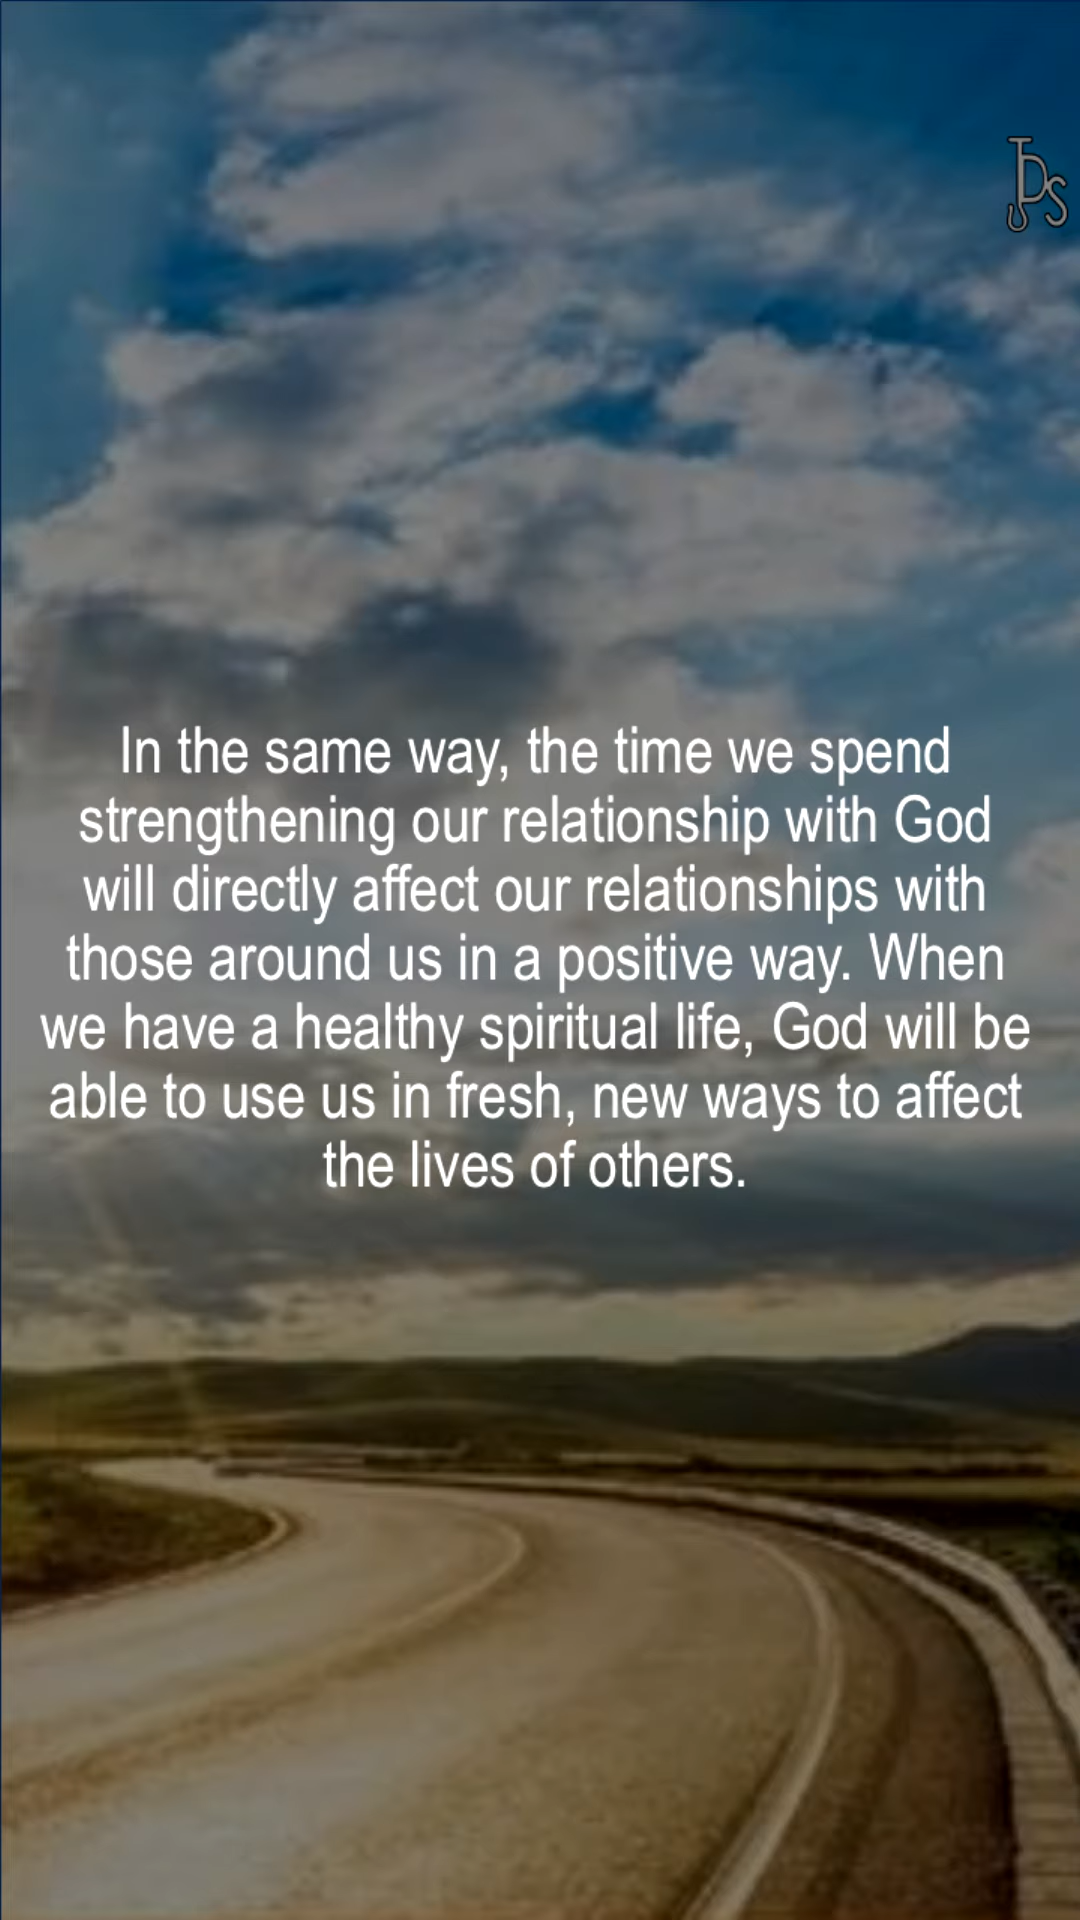 JDS
In the same way, the time we spend
strengthening our relationship with God
will directly affect our relationships with
those around us in a positive way. When
we have a healthy spiritual life, God will be
able to use us in fresh, new ways to affect
the lives of others.